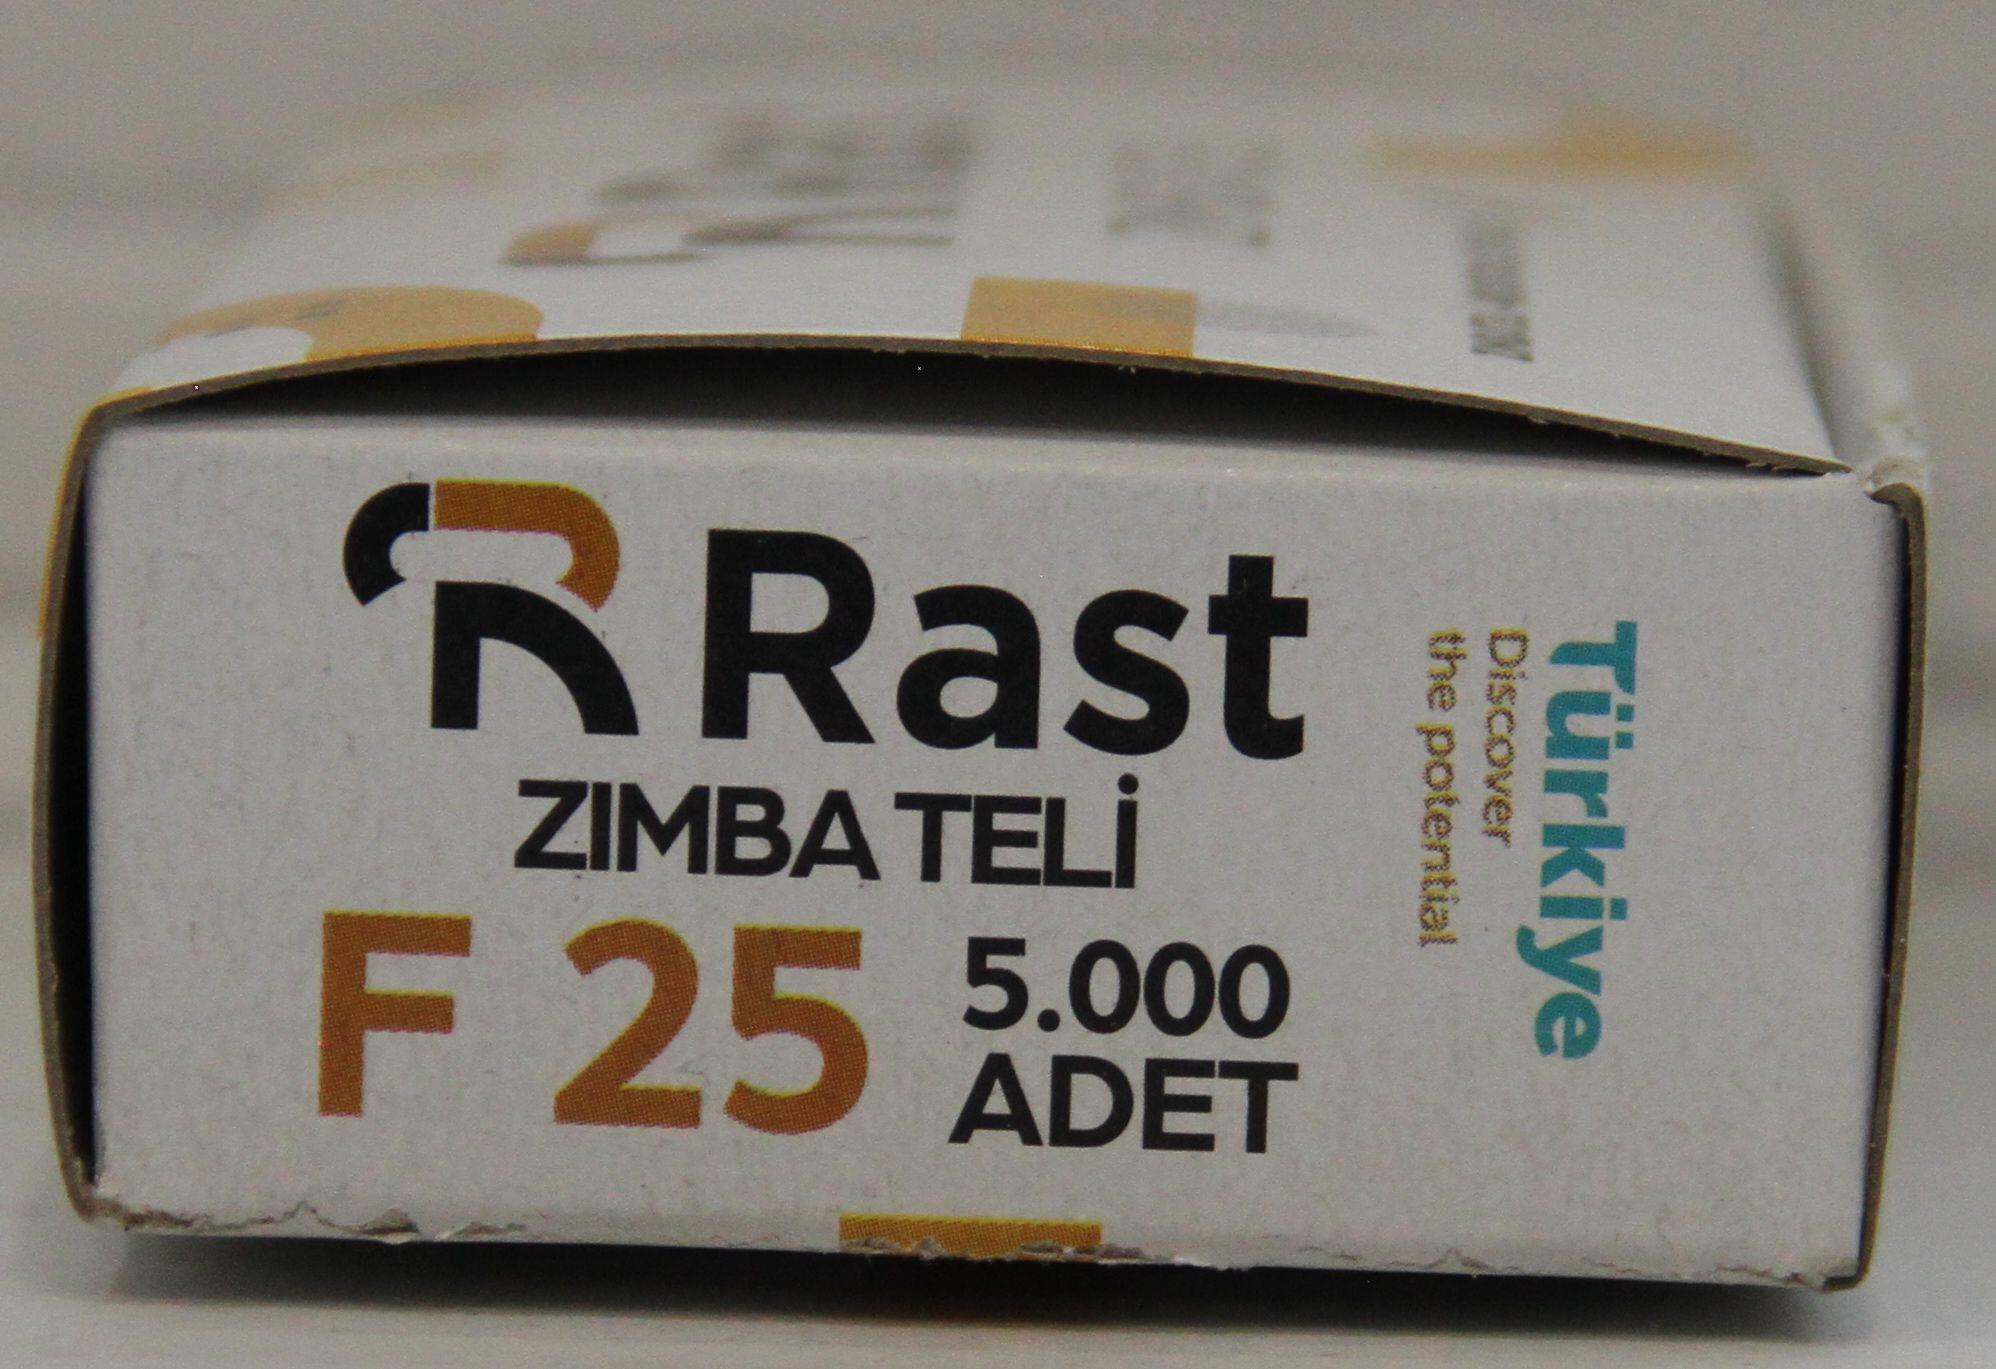 Rast
ZIMBA TELİ
F 25
5.000
ADET
Türkiye
Discover
the potential